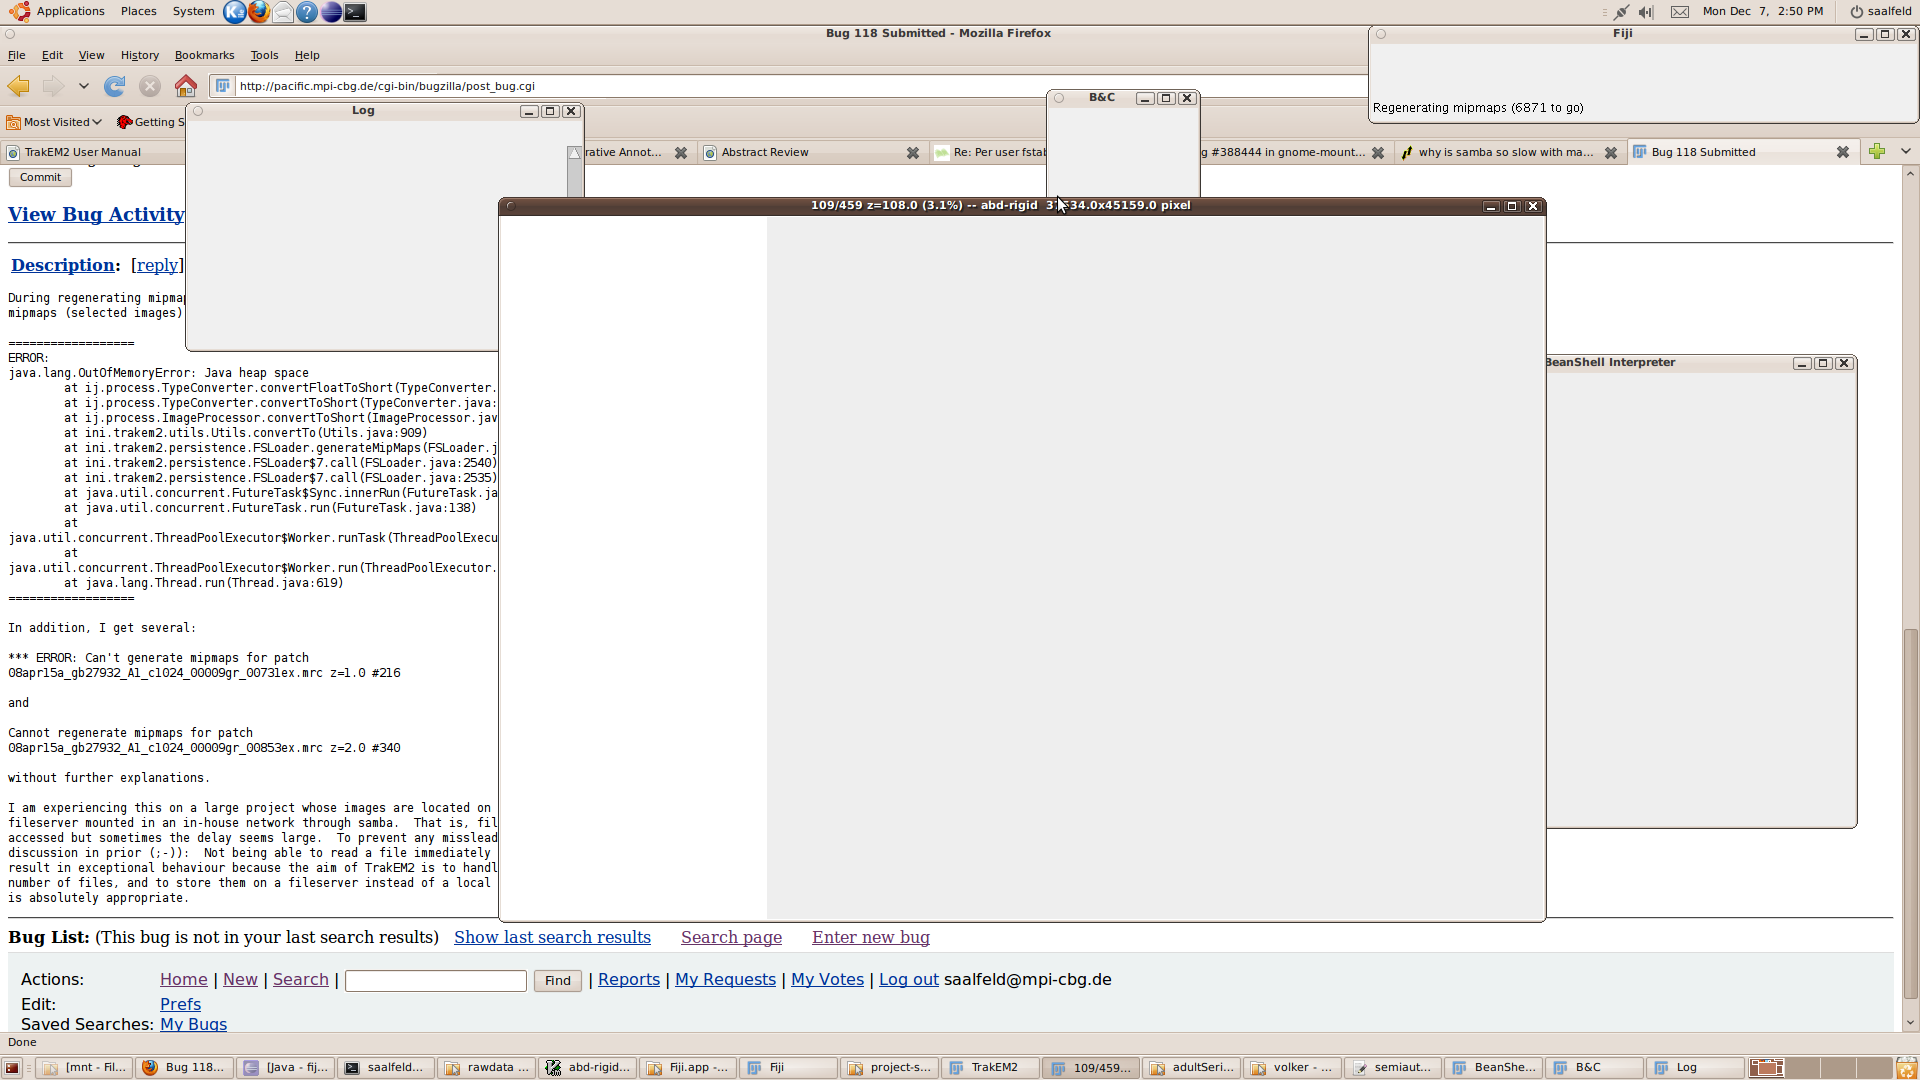 Applications Places System Mon Dec 7, 2:50 PM saalfeld
Bug 118 Submitted - Mozilla Firefox
Fiji
File Edit View History Bookmarks Tools Help
http://pacific.mpi-cbg.de/cgi-bin/bugzilla/post_bug.cgi
B&C
Regenerating mipmaps (6871 to go)
Log
Most Visited Getting S
TrakEM2 User Manual
rative Annot...
Abstract Review
Re: Per user fstab
g #388444 in gnome-mount...
why is samba so slow with ma...
Bug 118 Submitted
Commit
109/459 z=108.0 (3.1%) -- abd-rigid 34.0x45159.0 pixel
View Bug Activity
Description: [reply]
During regenerating mipmap
mipmaps (selected images)
==================
ERROR:
java.lang.OutOfMemoryError: Java heap space
at ij.process.TypeConverter.convertFloatToShort(TypeConverter.
at ij.process.TypeConverter.convertToShort(TypeConverter.java:
at ij.process.ImageProcessor.convertToShort(ImageProcessor.jav
at ini.trakem2.utils.Utils.convertTo(Utils.java:909)
at ini.trakem2.persistence.FSLoader.generateMipMaps(FSLoader.j
at ini.trakem2.persistence.FSLoader$7.call(FSLoader.java:2540)
at ini.trakem2.persistence.FSLoader$7.call(FSLoader.java:2535)
at java.util.concurrent.FutureTask$Sync.innerRun(FutureTask.ja
at java.util.concurrent.FutureTask.run(FutureTask.java:138)
at
java.util.concurrent.ThreadPoolExecutor$Worker.runTask(ThreadPoolExecu
at
java.util.concurrent.ThreadPoolExecutor$Worker.run(ThreadPoolExecutor.
at java.lang.Thread.run(Thread.java:619)
==================
BeanShell Interpreter
In addition, I get several:
*** ERROR: Can't generate mipmaps for patch
08apr15a_gb27932_A1_c1024_00009gr_00731ex.mrc z=1.0 #216
and
Cannot regenerate mipmaps for patch
08apr15a_gb27932_A1_c1024_00009gr_00853ex.mrc z=2.0 #340
without further explanations.
I am experiencing this on a large project whose images are located on
fileserver mounted in an in-house network through samba. That is, fil
accessed but sometimes the delay seems large. To prevent any misslead
discussion in prior (;-)): Not being able to read a file immediately
result in exceptional behaviour because the aim of TrakEM2 is to handl
number of files, and to store them on a fileserver instead of a local
is absolutely appropriate.
Bug List: (This bug is not in your last search results) Show last search results Search page Enter new bug
Actions: Home | New | Search | Find | Reports | My Requests | My Votes | Log out saalfeld@mpi-cbg.de
Edit: Prefs
Saved Searches: My Bugs
Done
[mnt - Fil... Bug 118... [Java - fij... saalfeld... rawdata ... abd-rigid... Fiji.app -... Fiji project-s... TrakEM2 109/459... adultSeri... volker - ... semiaut... BeanShe... B&C Log